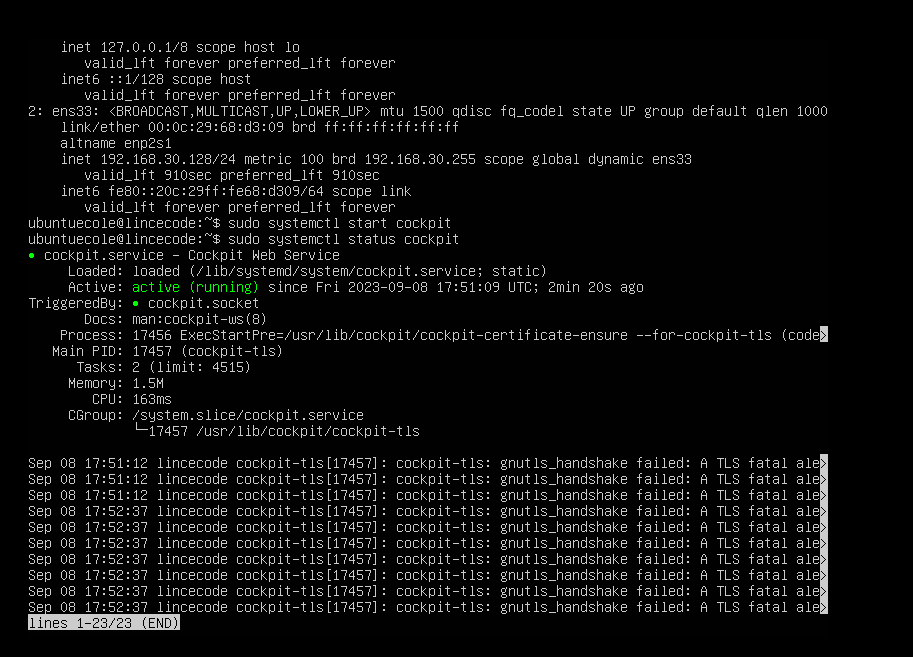 inet 127.0.0.1/8 scope host lo
valid_lft forever preferred_lft forever
inet6 ::1/128 scope host
valid_lft forever preferred_lft forever
2: ens33: <BROADCAST,MULTICAST,UP,LOWER_UP> mtu 1500 qdisc fq_codel state UP group default qlen 1000
link/ether 00:0c:29:68:d3:09 brd ff:ff:ff:ff:ff:ff
altname enp2s1
inet 192.168.30.128/24 metric 100 brd 192.168.30.255 scope global dynamic ens33
valid_lft 910sec preferred_lft 910sec
inet6 fe80::20c:29ff:fe68:d309/64 scope link
valid_lft forever preferred_lft forever
ubuntuecole@lincecode:~$ sudo systemctl start cockpit
ubuntuecole@lincecode:~$ sudo systemctl status cockpit
● cockpit.service - Cockpit Web Service
Loaded: loaded (/lib/systemd/system/cockpit.service; static)
Active: active (running) since Fri 2023-09-08 17:51:09 UTC; 2min 20s ago
TriggeredBy: ● cockpit.socket
Docs: man:cockpit-ws(8)
Process: 17456 ExecStartPre=/usr/lib/cockpit/cockpit-certificate-ensure --for-cockpit-tls (code>
Main PID: 17457 (cockpit-tls)
Tasks: 2 (limit: 4515)
Memory: 1.5M
CPU: 163ms
CGroup: /system.slice/cockpit.service
└─17457 /usr/lib/cockpit/cockpit-tls
Sep 08 17:51:12 lincecode cockpit-tls[17457]: cockpit-tls: gnutls_handshake failed: A TLS fatal ale>
Sep 08 17:51:12 lincecode cockpit-tls[17457]: cockpit-tls: gnutls_handshake failed: A TLS fatal ale>
Sep 08 17:51:12 lincecode cockpit-tls[17457]: cockpit-tls: gnutls_handshake failed: A TLS fatal ale>
Sep 08 17:52:37 lincecode cockpit-tls[17457]: cockpit-tls: gnutls_handshake failed: A TLS fatal ale>
Sep 08 17:52:37 lincecode cockpit-tls[17457]: cockpit-tls: gnutls_handshake failed: A TLS fatal ale>
Sep 08 17:52:37 lincecode cockpit-tls[17457]: cockpit-tls: gnutls_handshake failed: A TLS fatal ale>
Sep 08 17:52:37 lincecode cockpit-tls[17457]: cockpit-tls: gnutls_handshake failed: A TLS fatal ale>
Sep 08 17:52:37 lincecode cockpit-tls[17457]: cockpit-tls: gnutls_handshake failed: A TLS fatal ale>
Sep 08 17:52:37 lincecode cockpit-tls[17457]: cockpit-tls: gnutls_handshake failed: A TLS fatal ale>
Sep 08 17:52:37 lincecode cockpit-tls[17457]: cockpit-tls: gnutls_handshake failed: A TLS fatal ale>
lines 1-23/23 (END)